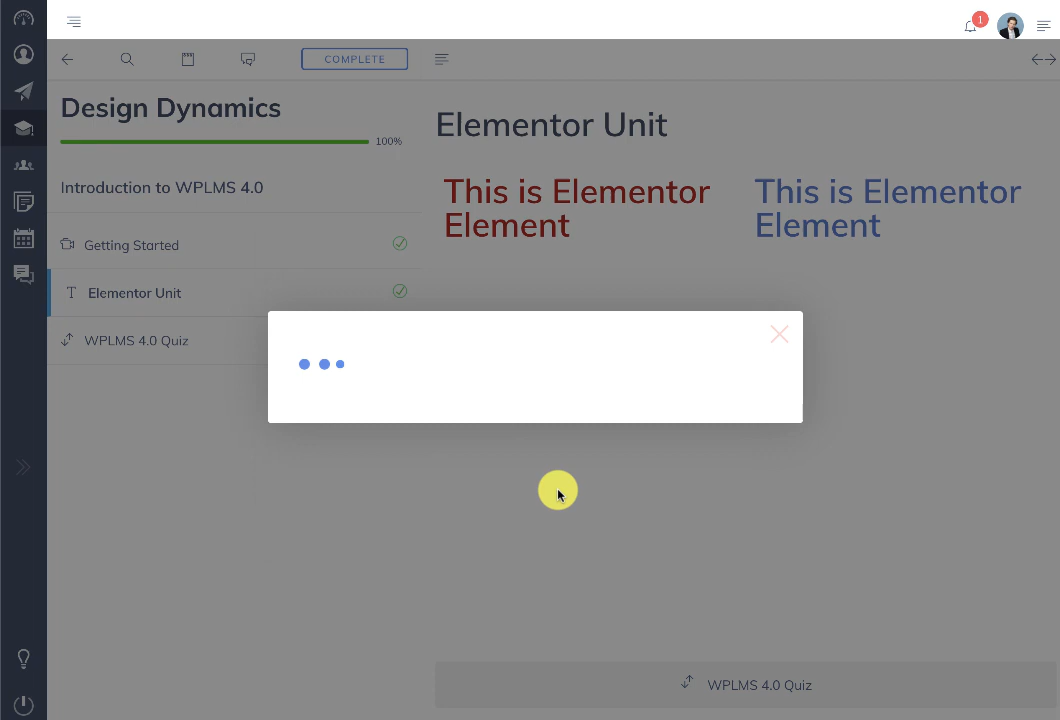 1
COMPLETE
Design Dynamics
100%
Introduction to WPLMS 4.0
Getting Started
Elementor Unit
WPLMS 4.0 Quiz
Elementor Unit
This is Elementor
Element
This is Elementor
Element
WPLMS 4.0 Quiz